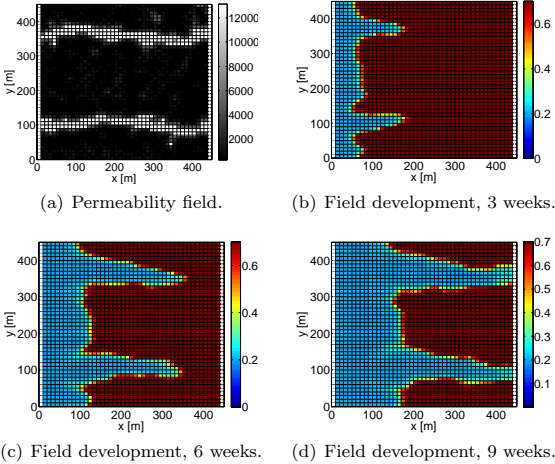 400
300
200
100
0
y [m]
0 100 200 300 400
x [m]
12000
10000
8000
6000
4000
2000
(a) Permeability field.
400
300
200
100
0
y [m]
0 100 200 300 400
x [m]
0.6
0.4
0.2
0
(b) Field development, 3 weeks.
400
300
200
100
0
y [m]
0 100 200 300 400
x [m]
0.6
0.4
0.2
0
(c) Field development, 6 weeks.
400
300
200
100
0
y [m]
0 100 200 300 400
x [m]
0.7
0.6
0.5
0.4
0.3
0.2
0.1
(d) Field development, 9 weeks.